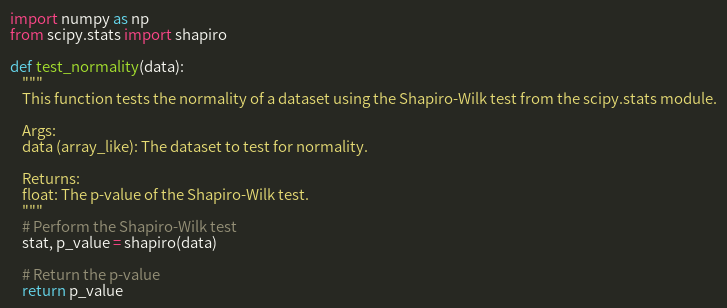 import numpy as np
from scipy.stats import shapiro

def test_normality(data):
    """
    This function tests the normality of a dataset using the Shapiro-Wilk test from the scipy.stats module.

    Args:
    data (array_like): The dataset to test for normality.

    Returns:
    float: The p-value of the Shapiro-Wilk test.
    """
    # Perform the Shapiro-Wilk test
    stat, p_value = shapiro(data)

    # Return the p-value
    return p_value